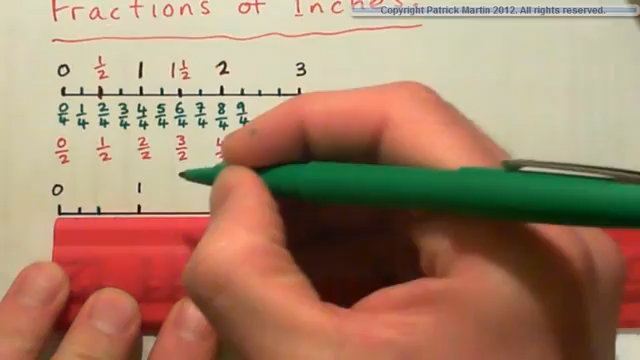 Fractions of Inches.
Copyright Patrick Martin 2012. All rights reserved.
0 1/2 1 1 1/2 2 3
0/4 1/4 2/4 3/4 4/4 5/4 6/4 7/4 8/4 9/4
0/2 1/2 2/2 3/2
0 1